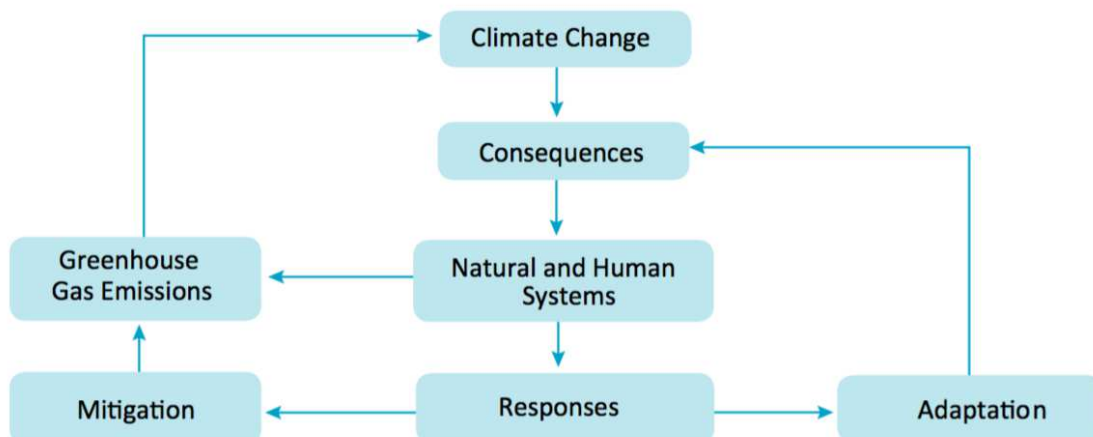 Climate Change
Consequences
Greenhouse
Gas Emissions
Natural and Human
Systems
Mitigation
Responses
Adaptation